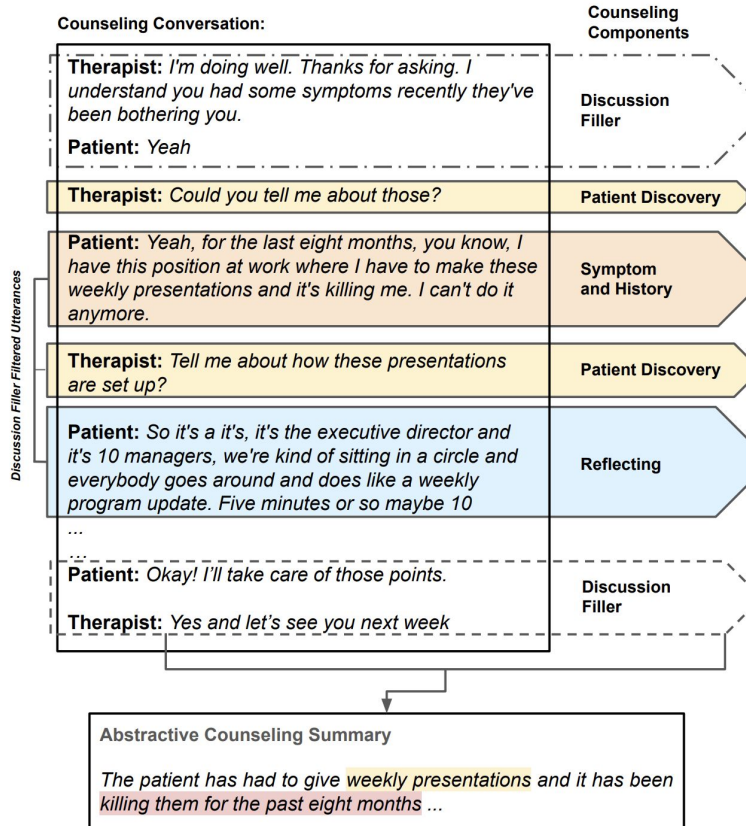 Counseling Conversation:
Counseling
Components
Therapist: I'm doing well. Thanks for asking. I
understand you had some symptoms recently they've
been bothering you.
Patient: Yeah
Discussion
Filler
Therapist: Could you tell me about those?
Patient Discovery
Patient: Yeah, for the last eight months, you know, I
have this position at work where I have to make these
weekly presentations and it's killing me. I can't do it
anymore.
Symptom
and History
Discussion Filler Filtered Utterances
Therapist: Tell me about how these presentations
are set up?
Patient Discovery
Patient: So it's a it's, it's the executive director and
it's 10 managers, we're kind of sitting in a circle and
everybody goes around and does like a weekly
program update. Five minutes or so maybe 10
Reflecting
...
...
Patient: Okay! I'll take care of those points.
Therapist: Yes and let's see you next week
Discussion
Filler
Abstractive Counseling Summary
The patient has had to give weekly presentations and it has been
killing them for the past eight months ...